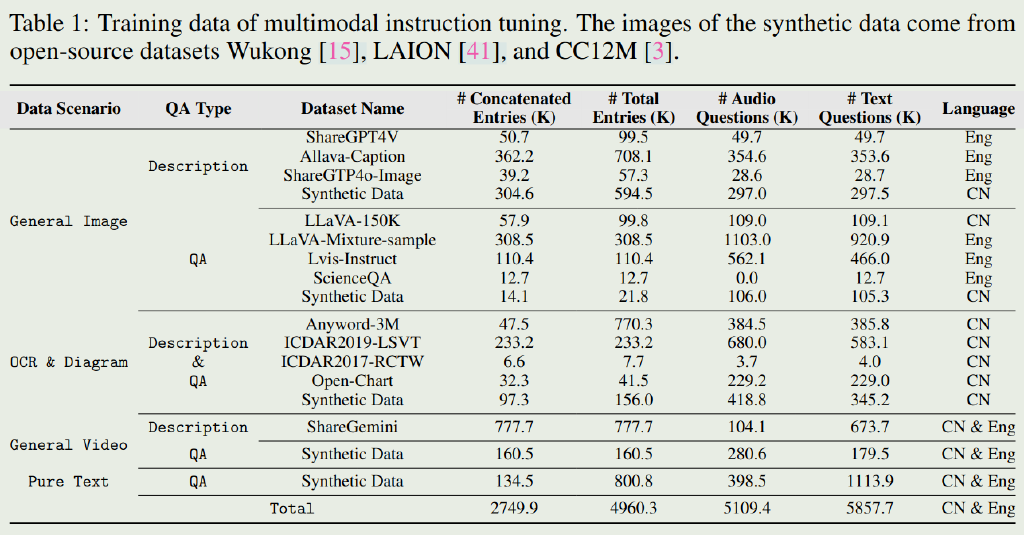 Table 1: Training data of multimodal instruction tuning. The images of the synthetic data come from
open-source datasets Wukong [15], LAION [41], and CC12M [3].
Data Scenario QA Type Dataset Name # Concatenated Entries (K) # Total Entries (K) # Audio Questions (K) # Text Questions (K) Language
General Image Description ShareGPT4V 50.7 99.5 49.7 49.7 Eng
Allava-Caption 362.2 708.1 354.6 353.6 Eng
ShareGTP4o-Image 39.2 57.3 28.6 28.7 Eng
Synthetic Data 304.6 594.5 297.0 297.5 CN
QA LLaVA-150K 57.9 99.8 109.0 109.1 CN
LLaVA-Mixture-sample 308.5 308.5 1103.0 920.9 Eng
Lvis-Instruct 110.4 110.4 562.1 466.0 Eng
ScienceQA 12.7 12.7 0.0 12.7 Eng
Synthetic Data 14.1 21.8 106.0 105.3 CN
OCR & Diagram Description & QA Anyword-3M 47.5 770.3 384.5 385.8 CN
ICDAR2019-LSVT 233.2 233.2 680.0 583.1 CN
ICDAR2017-RCTW 6.6 7.7 3.7 4.0 CN
Open-Chart 32.3 41.5 229.2 229.0 CN
Synthetic Data 97.3 156.0 418.8 345.2 CN
General Video Description ShareGemini 777.7 777.7 104.1 673.7 CN & Eng
QA Synthetic Data 160.5 160.5 280.6 179.5 CN & Eng
Pure Text QA Synthetic Data 134.5 800.8 398.5 1113.9 CN & Eng
Total 2749.9 4960.3 5109.4 5857.7 CN & Eng